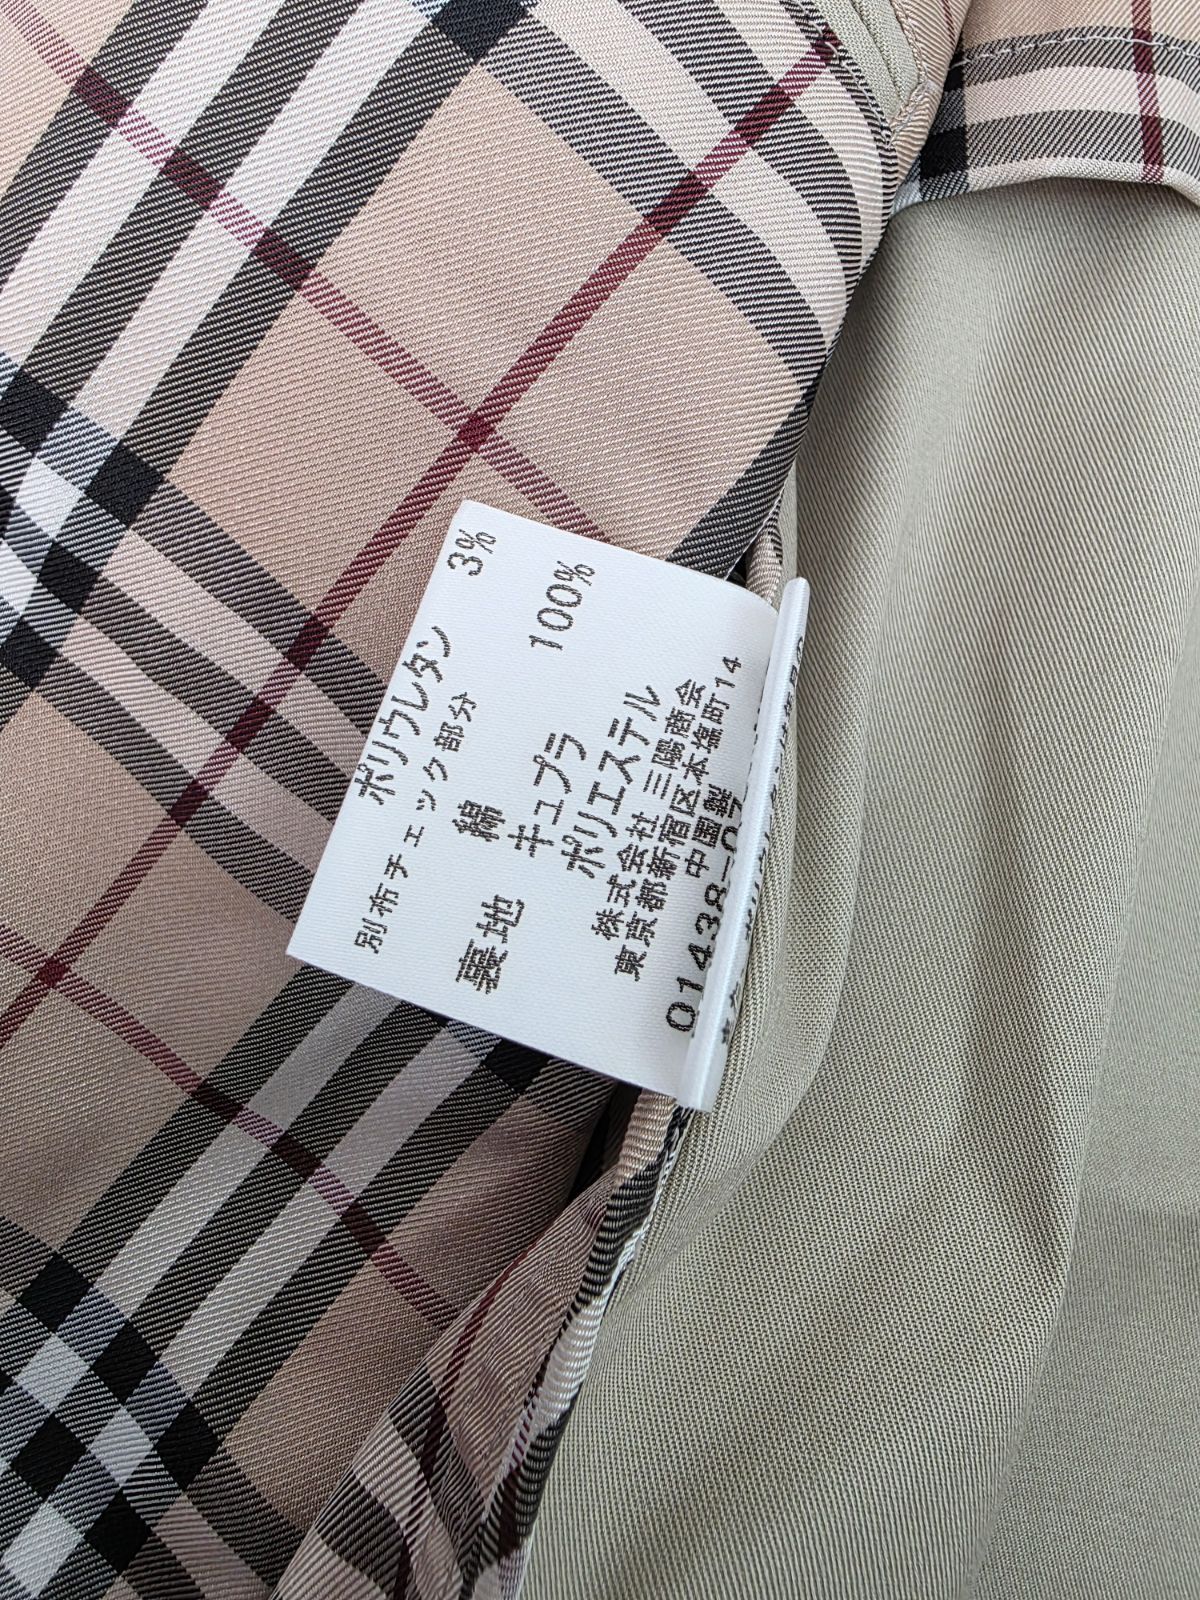 ポリウレタン 3%
別布チェック部分
綿 100%
裏地 キュプラ
ポリエステル
株式会社 三陽商会
東京都新宿区本塩町14
中国製
01438-07